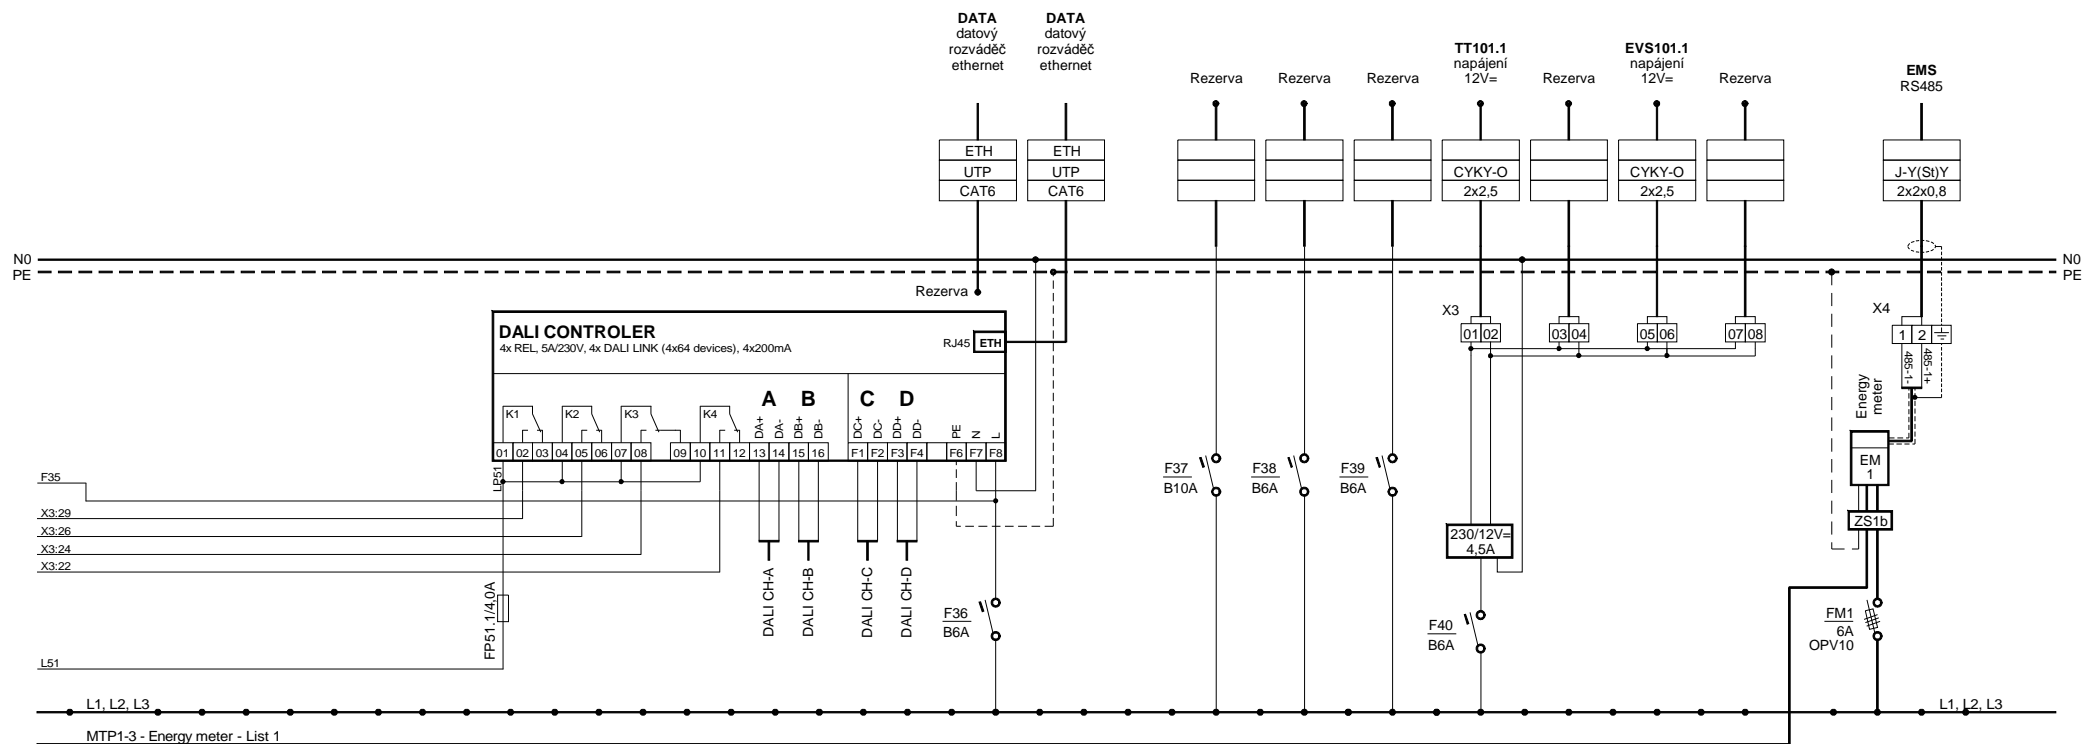 DATA
datový
rozváděč
ethernet
DATA
datový
rozváděč
ethernet
Rezerva
Rezerva
Rezerva
TT101.1
napájení
12V=
Rezerva
EVS101.1
napájení
12V=
Rezerva
EMS
RS485
ETH
UTP
CAT6
ETH
UTP
CAT6
CYKY-O
2x2,5
CYKY-O
2x2,5
J-Y(St)Y
2x2x0,8
N0
PE
N0
PE
Rezerva
DALI CONTROLER
4x REL, 5A/230V, 4x DALI LINK (4x64 devices), 4x200mA
RJ45 ETH
X3
01 02 03 04 05 06 07 08
X4
1 2
485-1-
485-1+
Energy
meter
EM
1
ZS1b
K1 K2 K3 K4
A B C D
DA+ DA- DB+ DB- DC+ DC- DD+ DD- PE N L
01 02 03 04 05 06 07 08 09 10 11 12 13 14 15 16 F1 F2 F3 F4 F6 F7 F8
LP51
F35
X3:29
X3:26
X3:24
X3:22
L51
FP51.1/4,0A
DALI CH-A
DALI CH-B
DALI CH-C
DALI CH-D
F36
B6A
F37
B10A
F38
B6A
F39
B6A
230/12V=
4,5A
F40
B6A
FM1
6A
OPV10
L1, L2, L3
L1, L2, L3
MTP1-3 - Energy meter - List 1